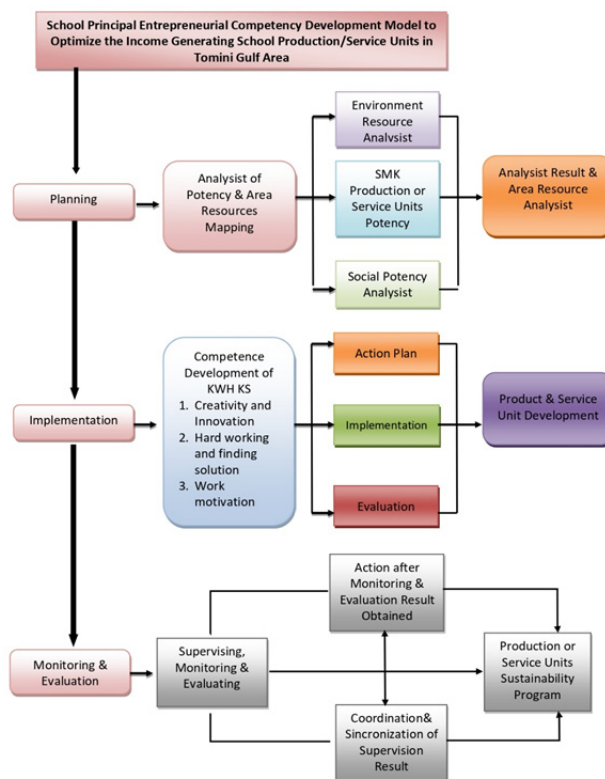 School Principal Entrepreneurial Competency Development Model to
Optimize the Income Generating School Production/Service Units in
Tomini Gulf Area
Environment
Resource
Analvsist
Planning
Analysist of
Potency & Area
Resources
Mapping
SMK
Production or
Service Units
Potency
Analysist Result &
Area Resource
Analysist
Social Potency
Analysist
Implementation
Competence
Development of
KWH KS
1. Creativity and
Innovation
2. Hard working
and finding
solution
3. Work
motivation
Action Plan
Implementation
Evaluation
Product & Service
Unit Development
Monitoring &
Evaluation
Supervising,
Monitoring &
Evaluating
Action after
Monitoring &
Evaluation Result
Obtained
Coordination&
Sincronization of
Supervision
Result
Production or
Service Units
Sustainability
Program